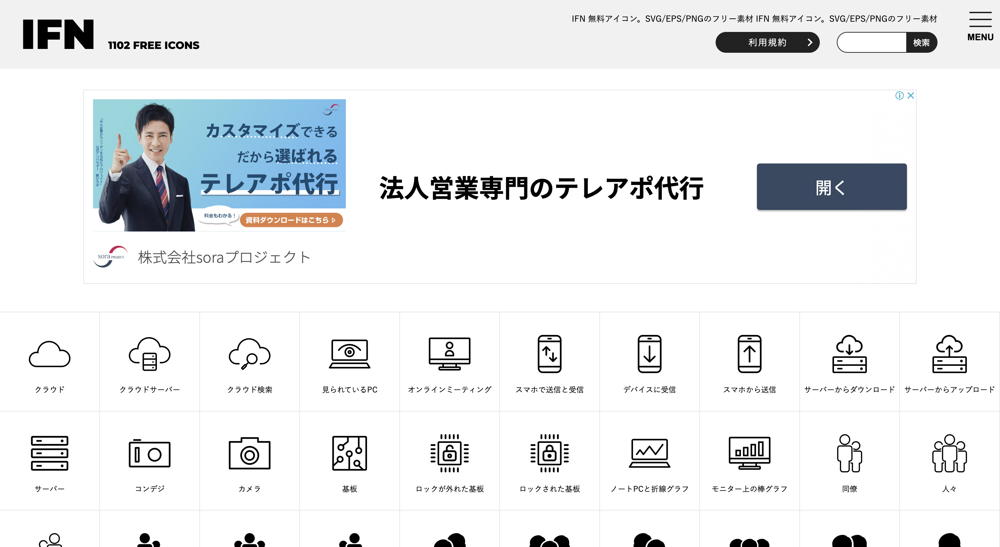 IFN
1102 FREE ICONS
IFN 無料アイコン。SVG/EPS/PNGのフリー素材 IFN 無料アイコン。SVG/EPS/PNGのフリー素材
利用規約
検索
MENU
「中小企業からニッポンを元気にプロジェクト」
公式アンバサダー 郷ひろみ
カスタマイズできる
だから選ばれる
テレアポ代行
料金もわかる！
資料ダウンロードはこちら
法人営業専門のテレアポ代行
開く
sora PROJECT
株式会社soraプロジェクト
クラウド
クラウドサーバー
クラウド検索
見られているPC
オンラインミーティング
スマホで送信と受信
デバイスに受信
スマホから送信
サーバーからダウンロード
サーバーからアップロード
サーバー
コンデジ
カメラ
基板
ロックが外れた基板
ロックされた基板
ノートPCと折線グラフ
モニター上の棒グラフ
同僚
人々